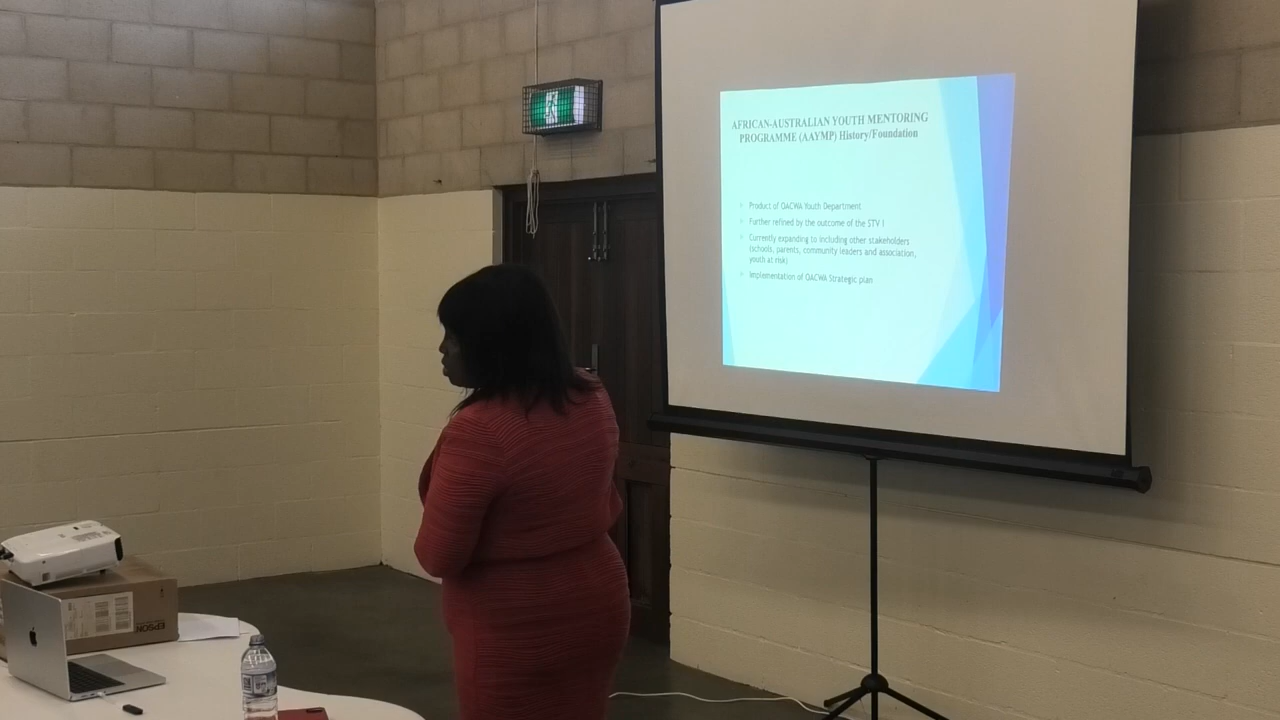 AFRICAN-AUSTRALIAN YOUTH MENTORING
PROGRAMME (AAYMP) History/Foundation
Product of OACWA Youth Department
Further refined by the outcome of the STV I
Currently expanding to including other stakeholders
(schools, parents, community leaders and association,
youth at risk)
Implementation of OACWA Strategic plan
EPSON